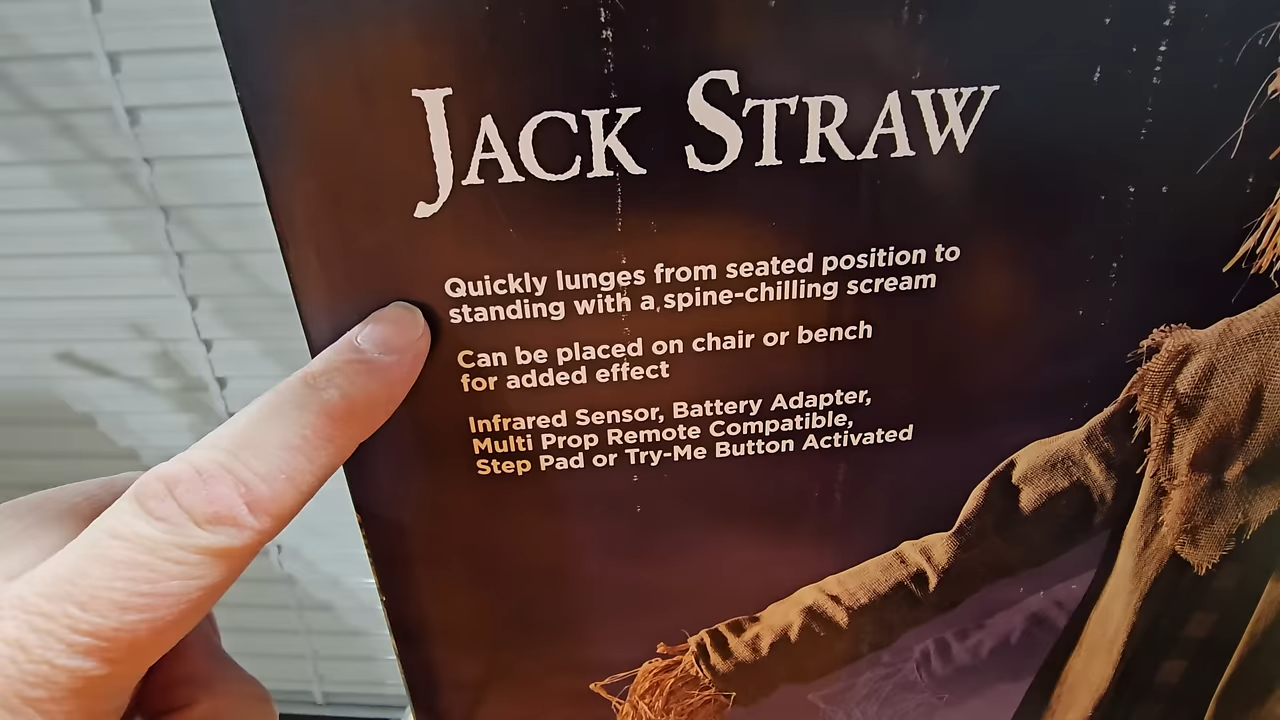 Jack Straw
Quickly lunges from seated position to
standing with a spine-chilling scream
Can be placed on chair or bench
for added effect
Infrared Sensor, Battery Adapter,
Multi Prop Remote Compatible,
Step Pad or Try-Me Button Activated